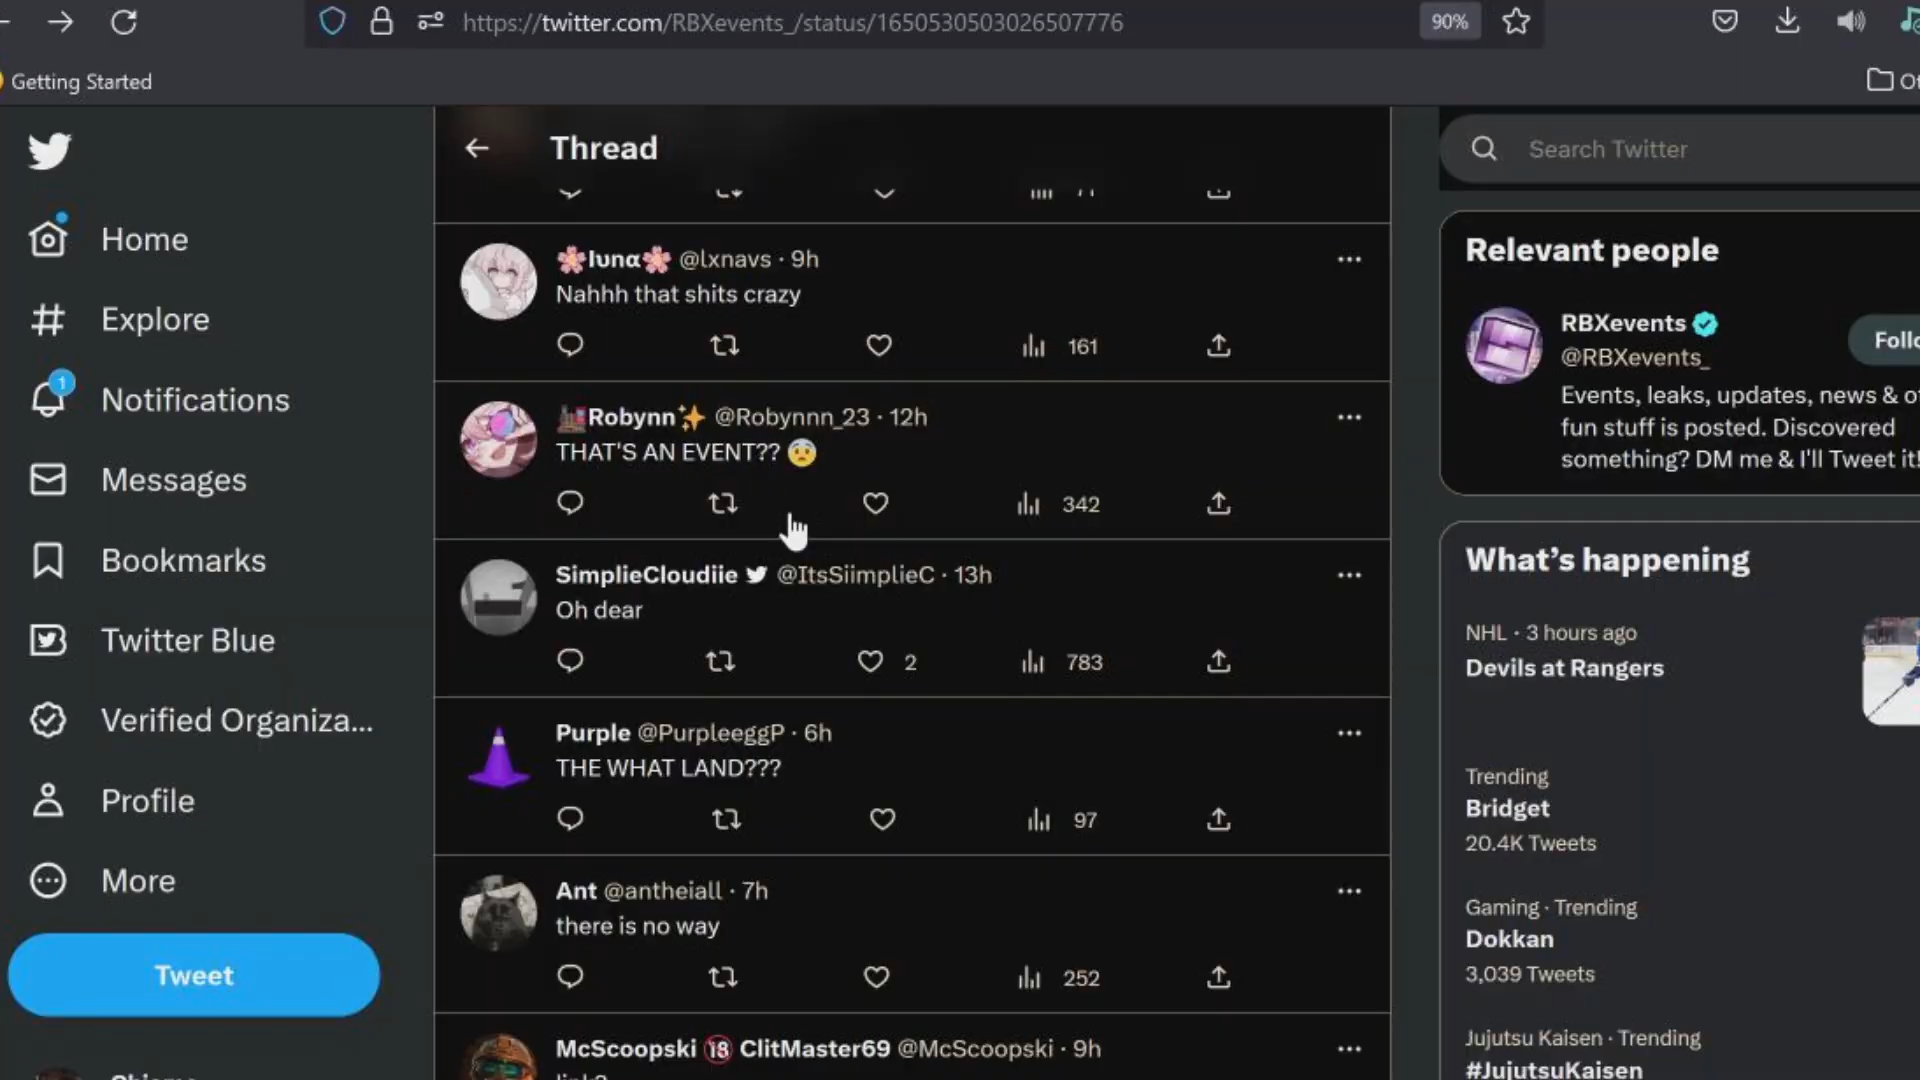 https://twitter.com/RBXevents_/status/1650530503026507776
90%
Getting Started
Home
Explore
1
Notifications
Messages
Bookmarks
Twitter Blue
Verified Organiza...
Profile
More
Tweet
Thread
🌸lυnα🌸 @lxnavs · 9h
Nahhh that shits crazy
161
🚂Robynn✨ @Robynnn_23 · 12h
THAT'S AN EVENT?? 😨
342
SimplieCloudiie @ItsSiimplieC · 13h
Oh dear
2 783
Purple @PurpleeggP · 6h
THE WHAT LAND???
97
Ant @antheiall · 7h
there is no way
252
McScoopski 🔞 ClitMaster69 @McScoopski · 9h
Search Twitter
Relevant people
RBXevents
@RBXevents_
Follo
Events, leaks, updates, news & o
fun stuff is posted. Discovered
something? DM me & I'll Tweet it!
What's happening
NHL · 3 hours ago
Devils at Rangers
Trending
Bridget
20.4K Tweets
Gaming · Trending
Dokkan
3,039 Tweets
Jujutsu Kaisen · Trending
#JujutsuKaisen